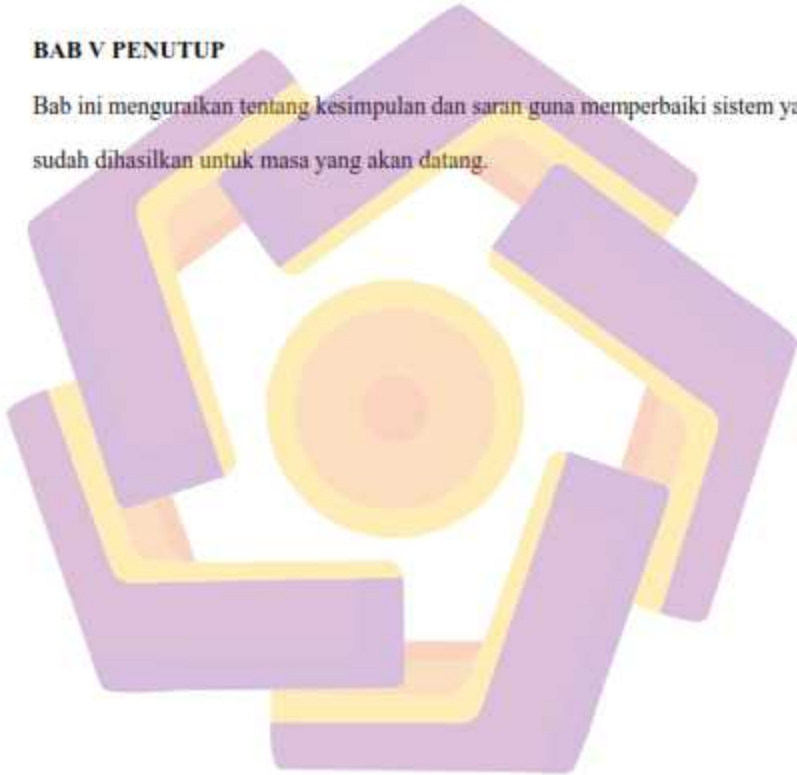 BAB V PENUTUP
Bab ini menguraikan tentang kesimpulan dan saran guna memperbaiki sistem ya
sudah dihasilkan untuk masa yang akan datang.